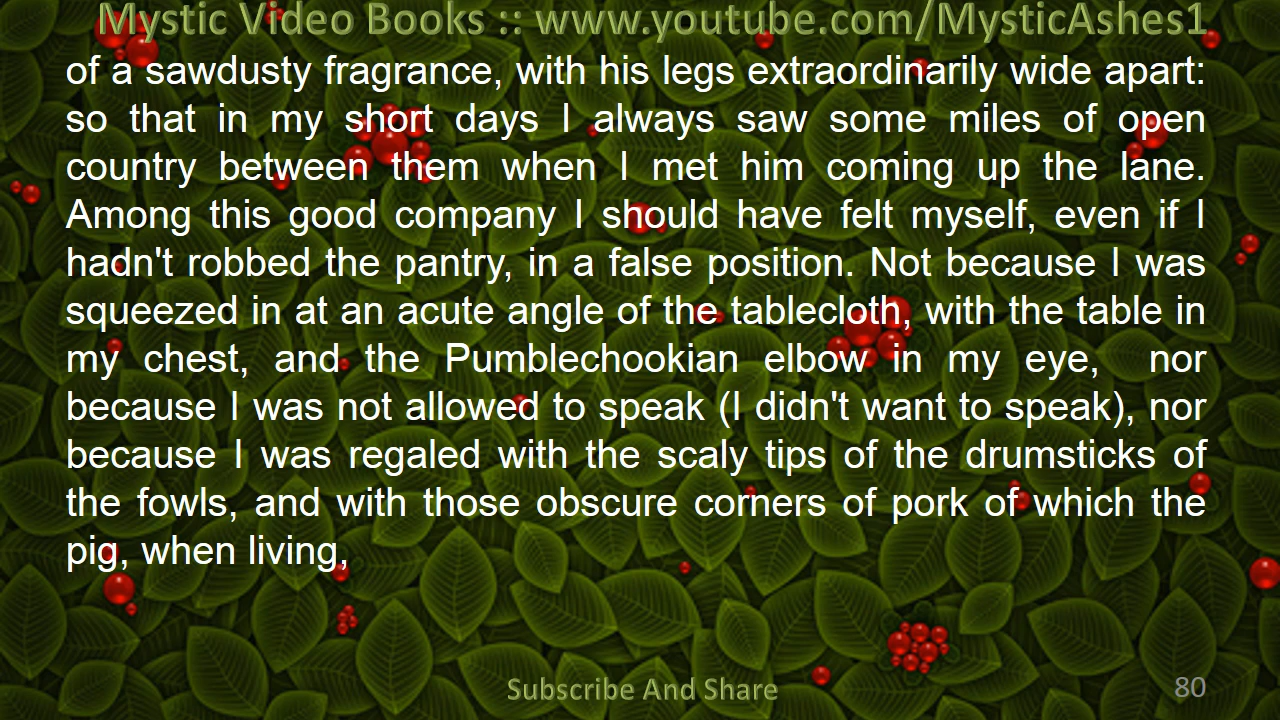 Mystic Video Books :: www.youtube.com/MysticAshes1
of a sawdusty fragrance, with his legs extraordinarily wide apart:
so that in my short days I always saw some miles of open
country between them when I met him coming up the lane.
Among this good company I should have felt myself, even if I
hadn't robbed the pantry, in a false position. Not because I was
squeezed in at an acute angle of the tablecloth, with the table in
my chest, and the Pumblechookian elbow in my eye, nor
because I was not allowed to speak (I didn't want to speak), nor
because I was regaled with the scaly tips of the drumsticks of
the fowls, and with those obscure corners of pork of which the
pig, when living,
Subscribe And Share
80